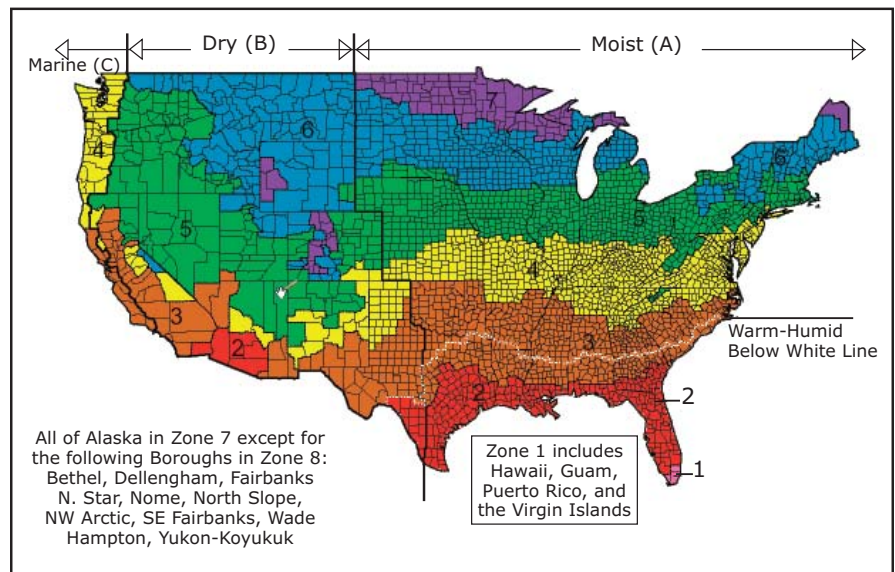 Dry (B)
Moist (A)
Marine (C)
7
6
6
4
5
5
4
3
3
Warm-Humid
Below White Line
2
2
2
1
All of Alaska in Zone 7 except for
the following Boroughs in Zone 8:
Bethel, Dellengham, Fairbanks
N. Star, Nome, North Slope,
NW Arctic, SE Fairbanks, Wade
Hampton, Yukon-Koyukuk
Zone 1 includes
Hawaii, Guam,
Puerto Rico, and
the Virgin Islands